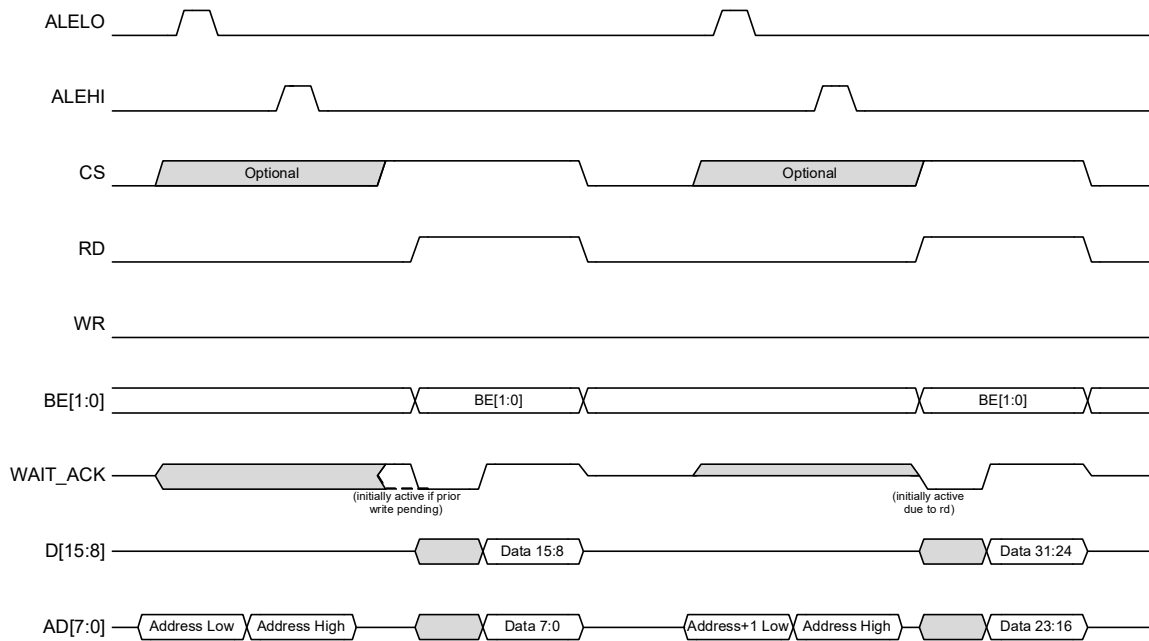 ALELO
ALEHI
CS
Optional
Optional
RD
WR
BE[1:0]
BE[1:0]
BE[1:0]
WAIT_ACK
(initially active if prior
write pending)
(initially active
due to rd)
D[15:8]
Data 15:8
Data 31:24
AD[7:0]
Address Low
Address High
Data 7:0
Address+1 Low
Address High
Data 23:16